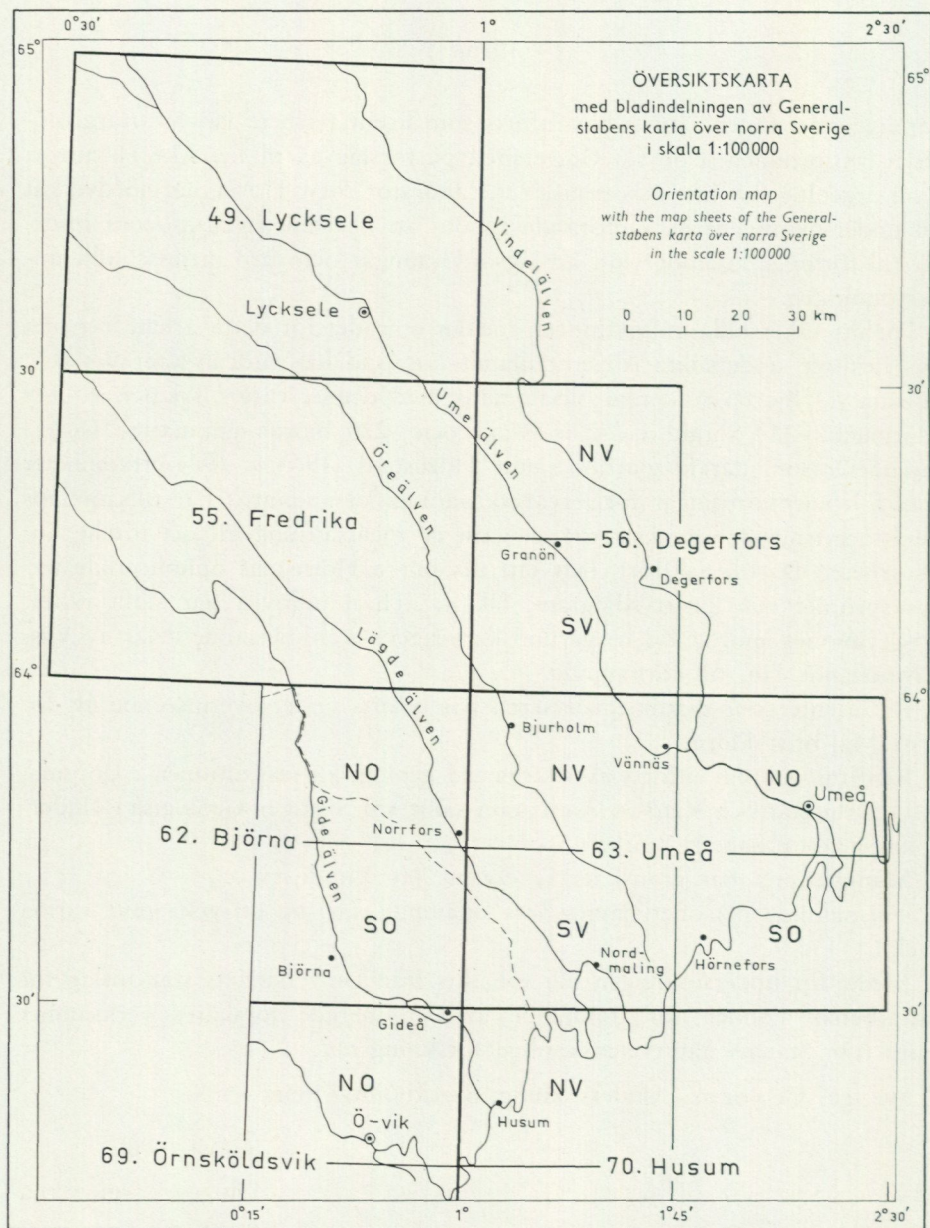 0°30′ 1° 2°30′
65° 65°
ÖVERSIKTSKARTA
med bladindelningen av General-
stabens karta över norra Sverige
i skala 1:100000
Orientation map
with the map sheets of the General-
stabens karta över norra Sverige
in the scale 1:100000
0 10 20 30 km
49. Lycksele
Vindelälven
Lycksele
30′ 30′
Umeälven
Öreälven
NV
55. Fredrika
56. Degerfors
Granön
Degerfors
SV
Lögdeälven
64° 64°
Bjurholm
Vännäs
NO NV NO
Umeå
Gideälven
Norrfors
62. Björna
63. Umeå
SO SV SO
Björna
Nord-
maling
Hörnefors
30′ 30′
Gideå
NO NV
Husum
Ö-vik
69. Örnsköldsvik
70. Husum
0°15′ 1° 1°45′ 2°30′